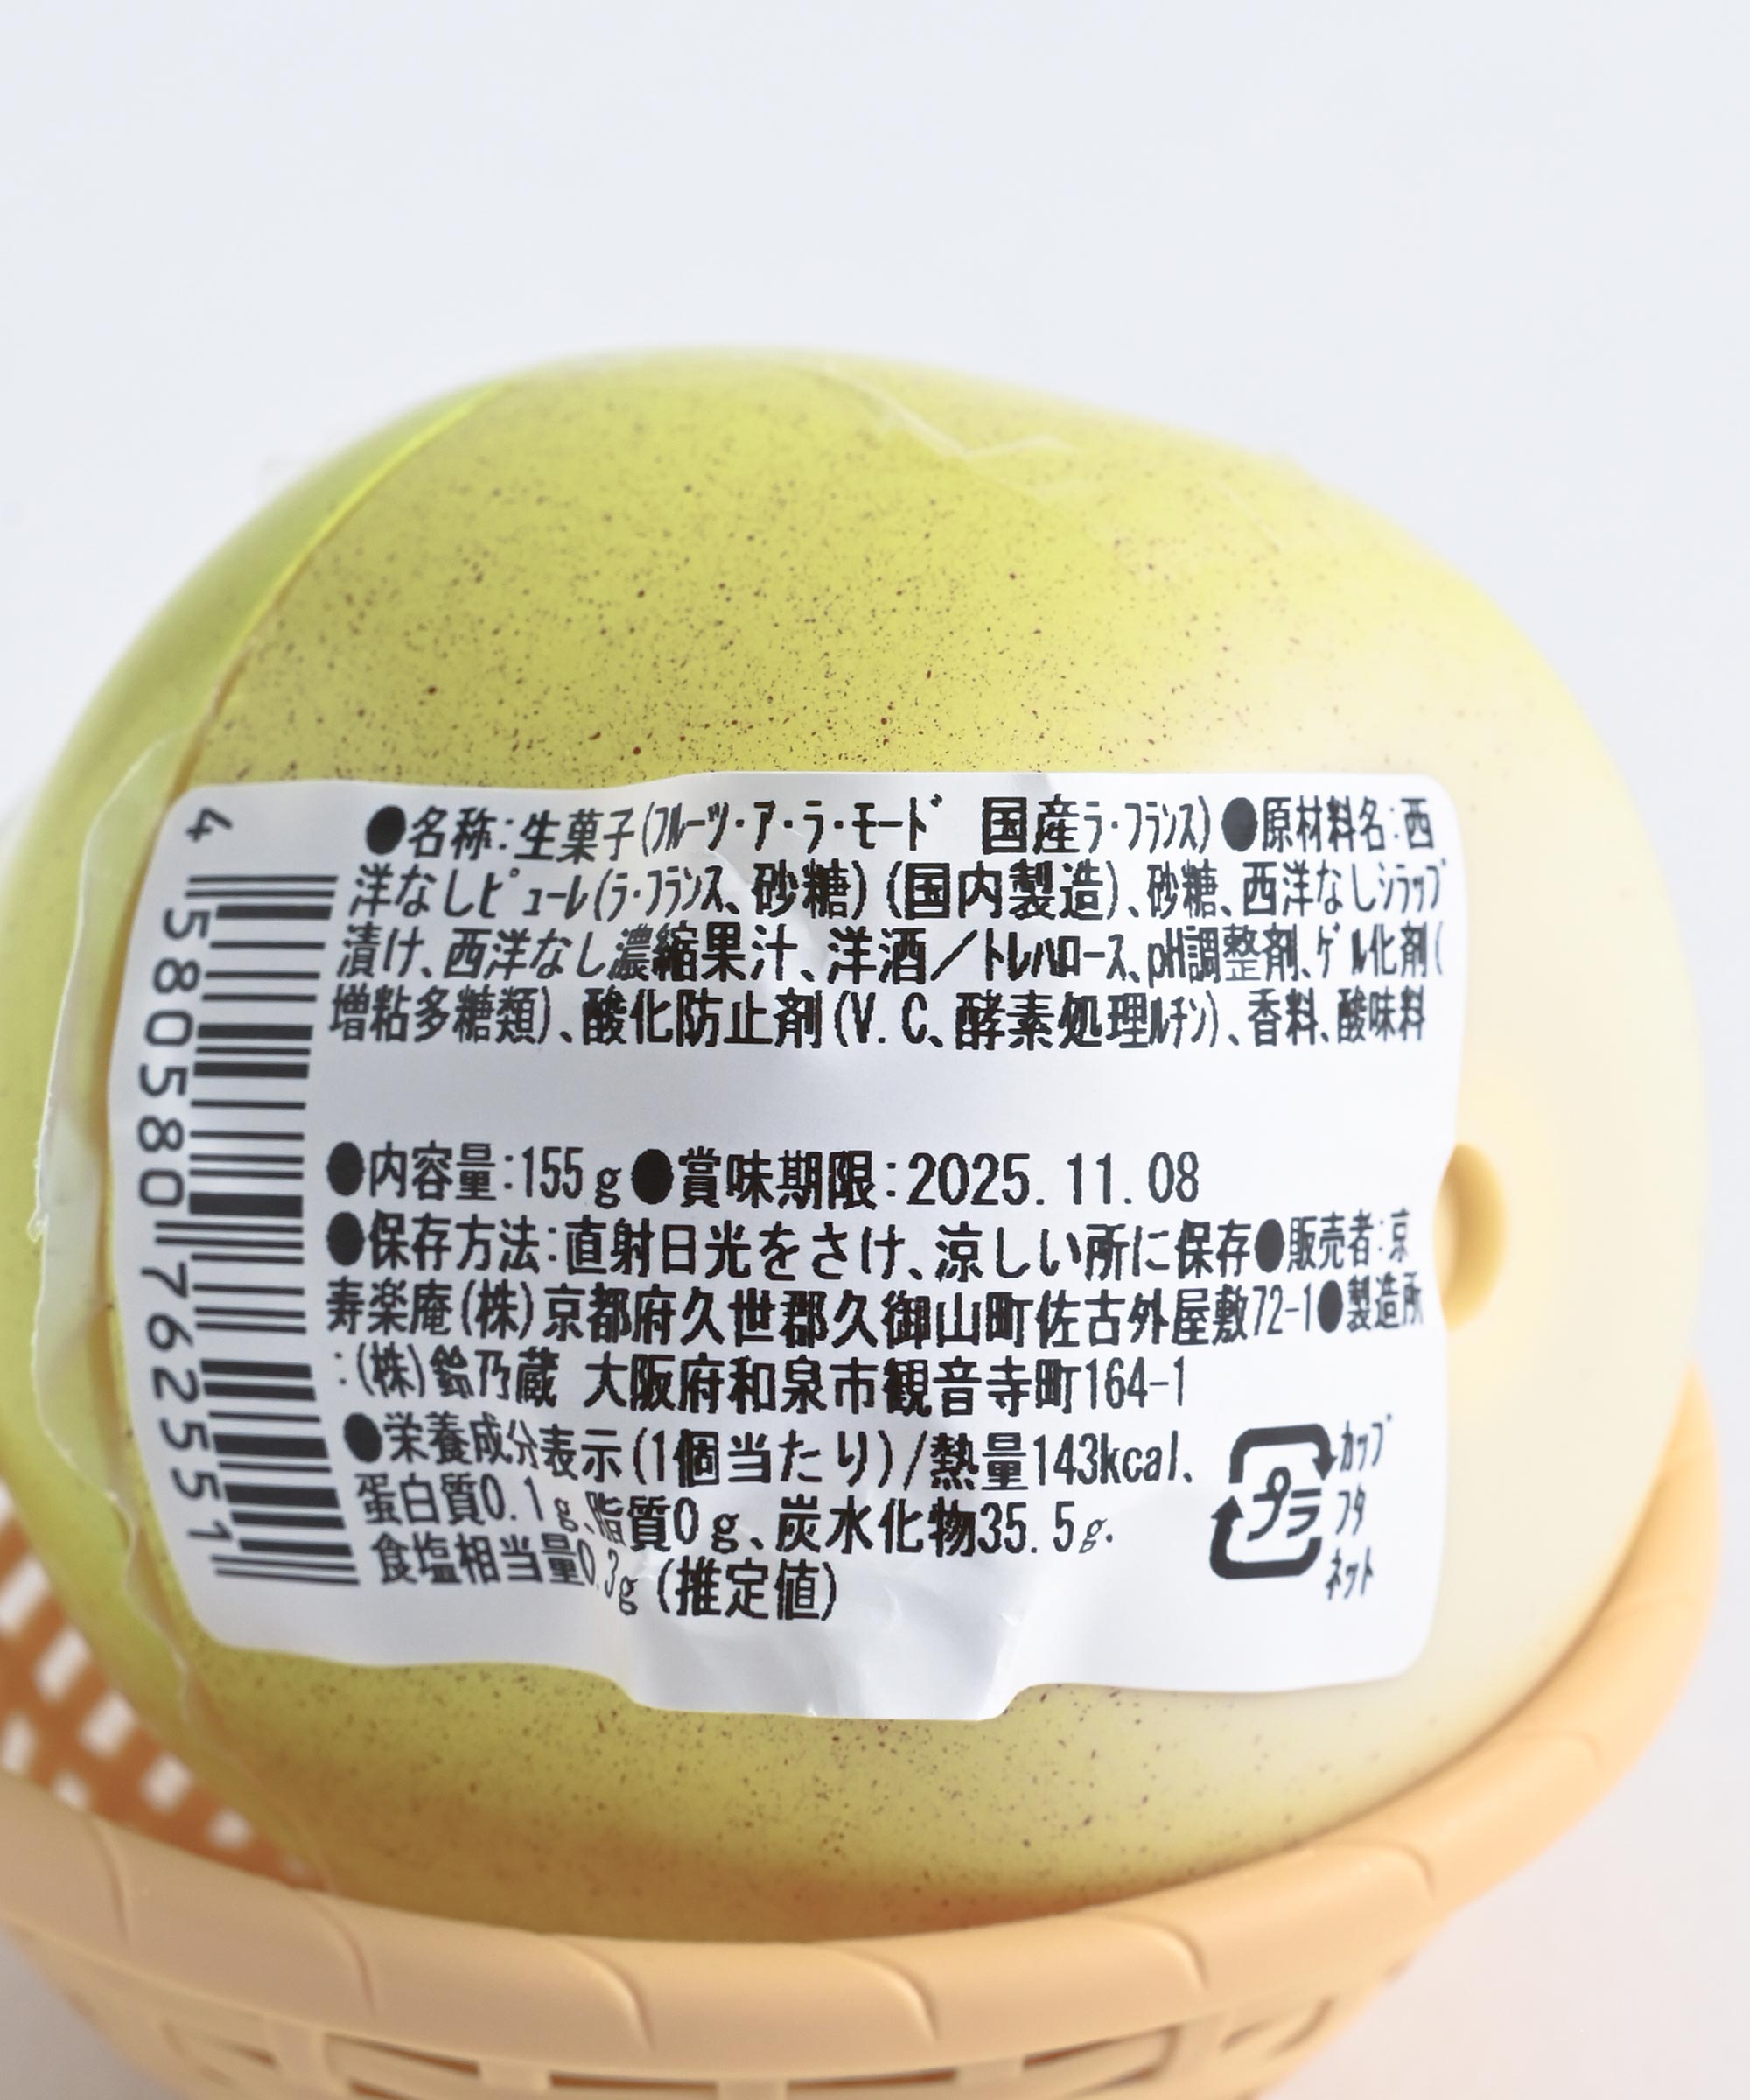 ●名称:生菓子(フルーツ・ア・ラ・モード 国産ラ・フランス)●原材料名:西
洋なしピューレ(ラ・フランス、砂糖)(国内製造)、砂糖、西洋なしシラップ
漬け、西洋なし濃縮果汁、洋酒/トレハロース、pH調整剤、ゲル化剤(
増粘多糖類)、酸化防止剤(V.C、酵素処理ルチン)、香料、酸味料
●内容量:155g●賞味期限:2025.11.08
●保存方法:直射日光をさけ、涼しい所に保存●販売者:京
寿楽庵(株)京都府久世郡久御山町佐古外屋敷72-1●製造所
:(株)鈴乃蔵 大阪府和泉市観音寺町164-1
●栄養成分表示(1個当たり)/熱量143kcal、
蛋白質0.1g、脂質0g、炭水化物35.5g、
食塩相当量0.3g(推定値)
プラ
カップ
フタ
ネット
4580580762551